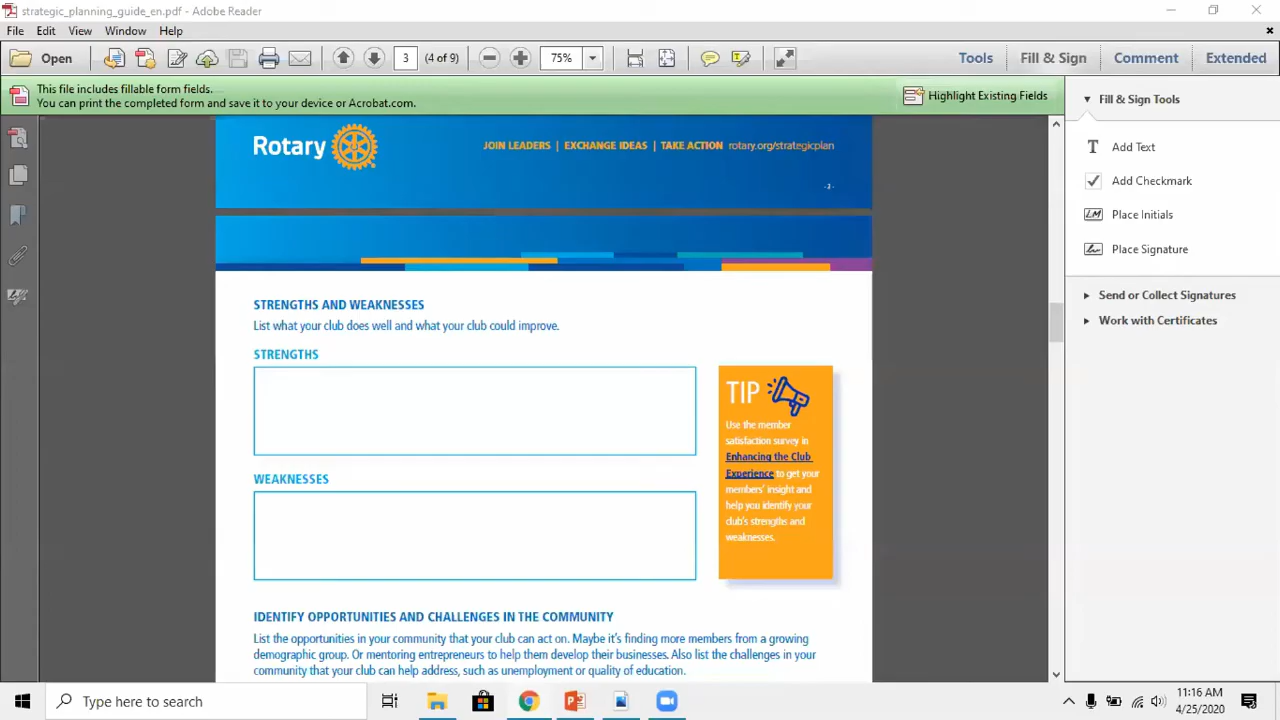 strategic_planning_guide_en.pdf - Adobe Reader
File Edit View Window Help
Open 3 (4 of 9) 75% Tools Fill & Sign Comment Extended
This file includes fillable form fields.
You can print the completed form and save it to your device or Acrobat.com.
Highlight Existing Fields
Rotary
JOIN LEADERS | EXCHANGE IDEAS | TAKE ACTION rotary.org/strategicplan
STRENGTHS AND WEAKNESSES
List what your club does well and what your club could improve.
STRENGTHS
WEAKNESSES
TIP
Use the member
satisfaction survey in
Enhancing the Club
Experience to get your
members' insight and
help you identify your
club's strengths and
weaknesses.
IDENTIFY OPPORTUNITIES AND CHALLENGES IN THE COMMUNITY
List the opportunities in your community that your club can act on. Maybe it's finding more members from a growing
demographic group. Or mentoring entrepreneurs to help them develop their businesses. Also list the challenges in your
community that your club can help address, such as unemployment or quality of education.
Fill & Sign Tools
Add Text
Add Checkmark
Place Initials
Place Signature
Send or Collect Signatures
Work with Certificates
Type here to search
11:16 AM
4/25/2020